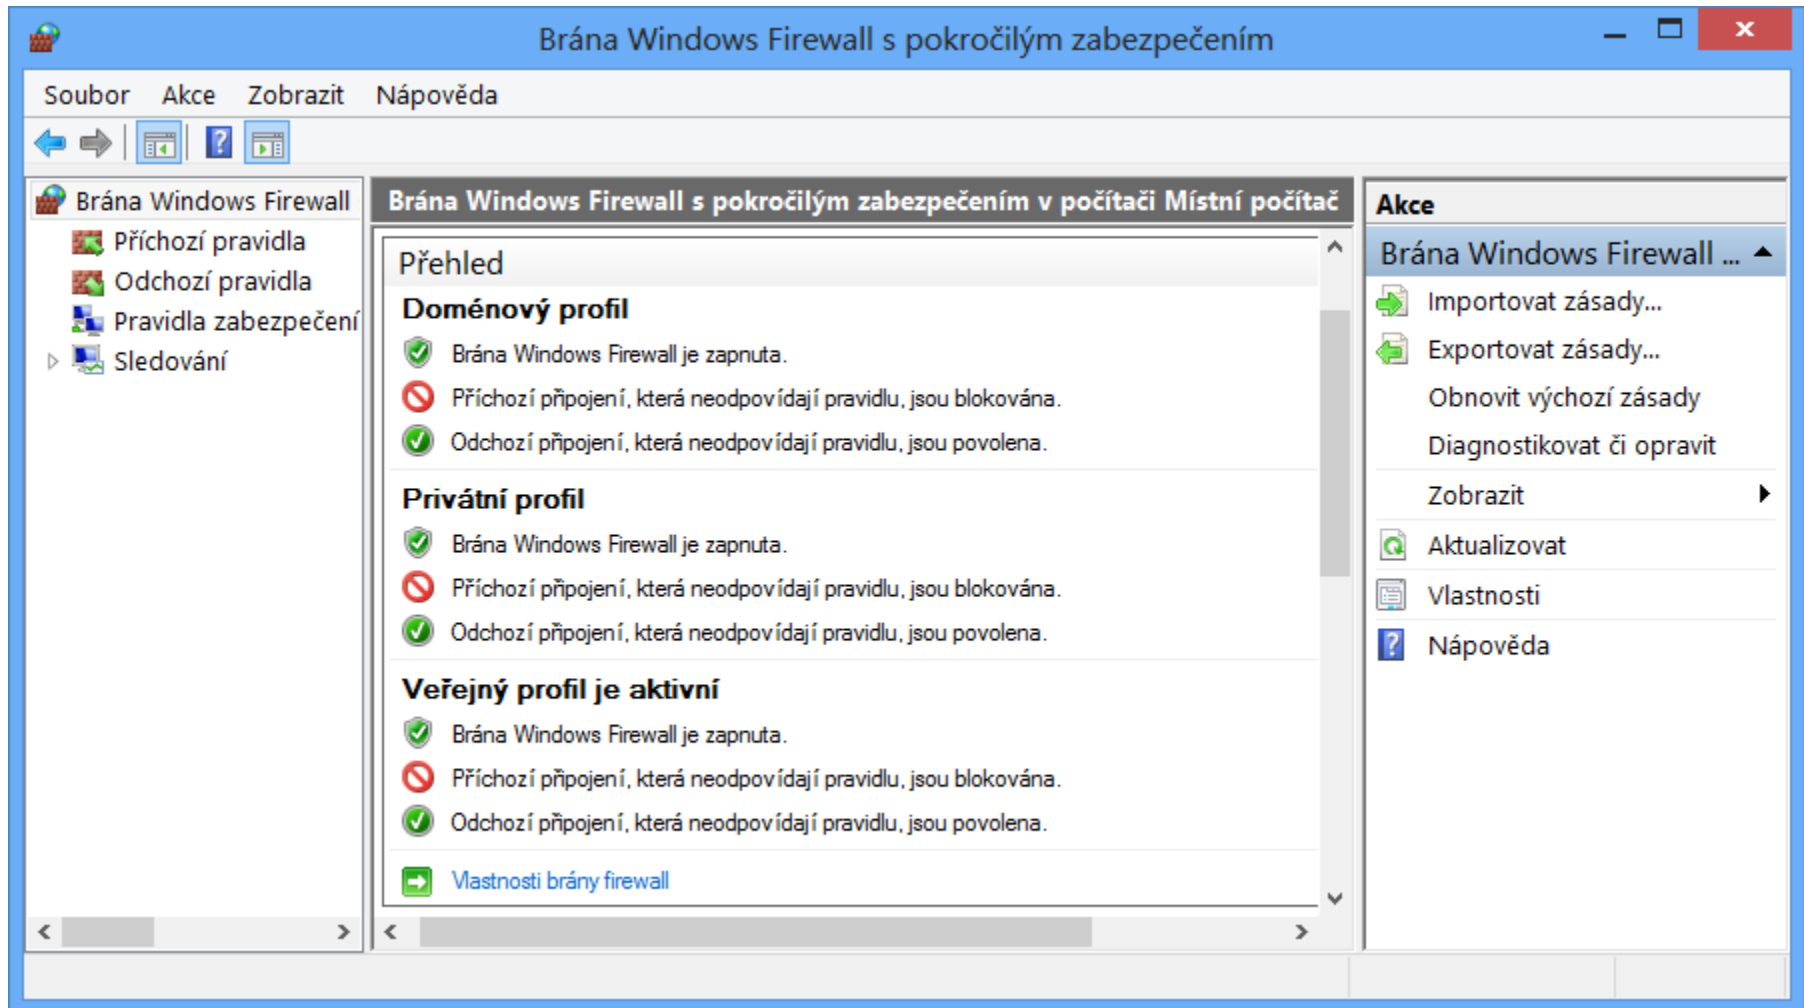 Brána Windows Firewall s pokročilým zabezpečením
Soubor Akce Zobrazit Nápověda
Brána Windows Firewall
Příchozí pravidla
Odchozí pravidla
Pravidla zabezpečení
Sledování
Brána Windows Firewall s pokročilým zabezpečením v počítači Místní počítač
Přehled
Doménový profil
Brána Windows Firewall je zapnuta.
Příchozí připojení, která neodpovídají pravidlu, jsou blokována.
Odchozí připojení, která neodpovídají pravidlu, jsou povolena.
Privátní profil
Brána Windows Firewall je zapnuta.
Příchozí připojení, která neodpovídají pravidlu, jsou blokována.
Odchozí připojení, která neodpovídají pravidlu, jsou povolena.
Veřejný profil je aktivní
Brána Windows Firewall je zapnuta.
Příchozí připojení, která neodpovídají pravidlu, jsou blokována.
Odchozí připojení, která neodpovídají pravidlu, jsou povolena.
Vlastnosti brány firewall
Akce
Brána Windows Firewall ...
Importovat zásady...
Exportovat zásady...
Obnovit výchozí zásady
Diagnostikovat či opravit
Zobrazit
Aktualizovat
Vlastnosti
Nápověda